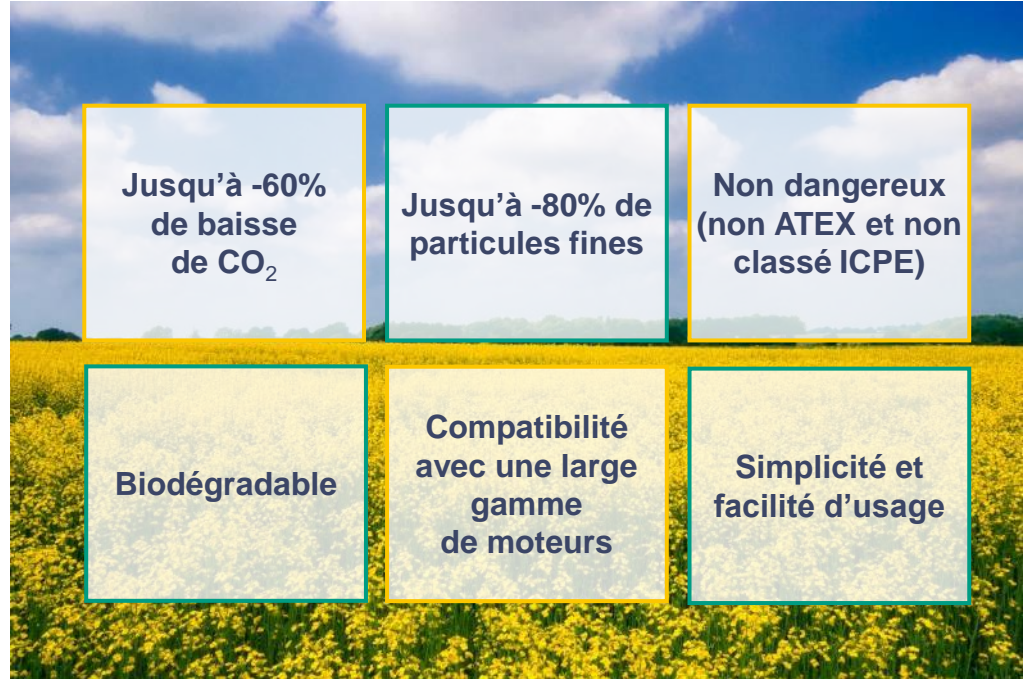 Jusqu’à -60%
de baisse
de CO₂
Jusqu’à -80% de
particules fines
Non dangereux
(non ATEX et non
classé ICPE)
Biodégradable
Compatibilité
avec une large
gamme
de moteurs
Simplicité et
facilité d’usage